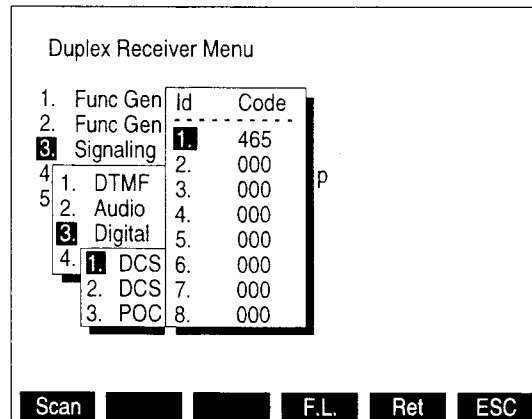 Duplex Receiver Menu
1. Func Gen
2. Func Gen
3. Signaling
4
5
p
1. DTMF
2. Audio
3. Digital
4.
1. DCS
2. DCS
3. POC
Id Code
1. 465
2. 000
3. 000
4. 000
5. 000
6. 000
7. 000
8. 000
Scan F.L. Ret ESC